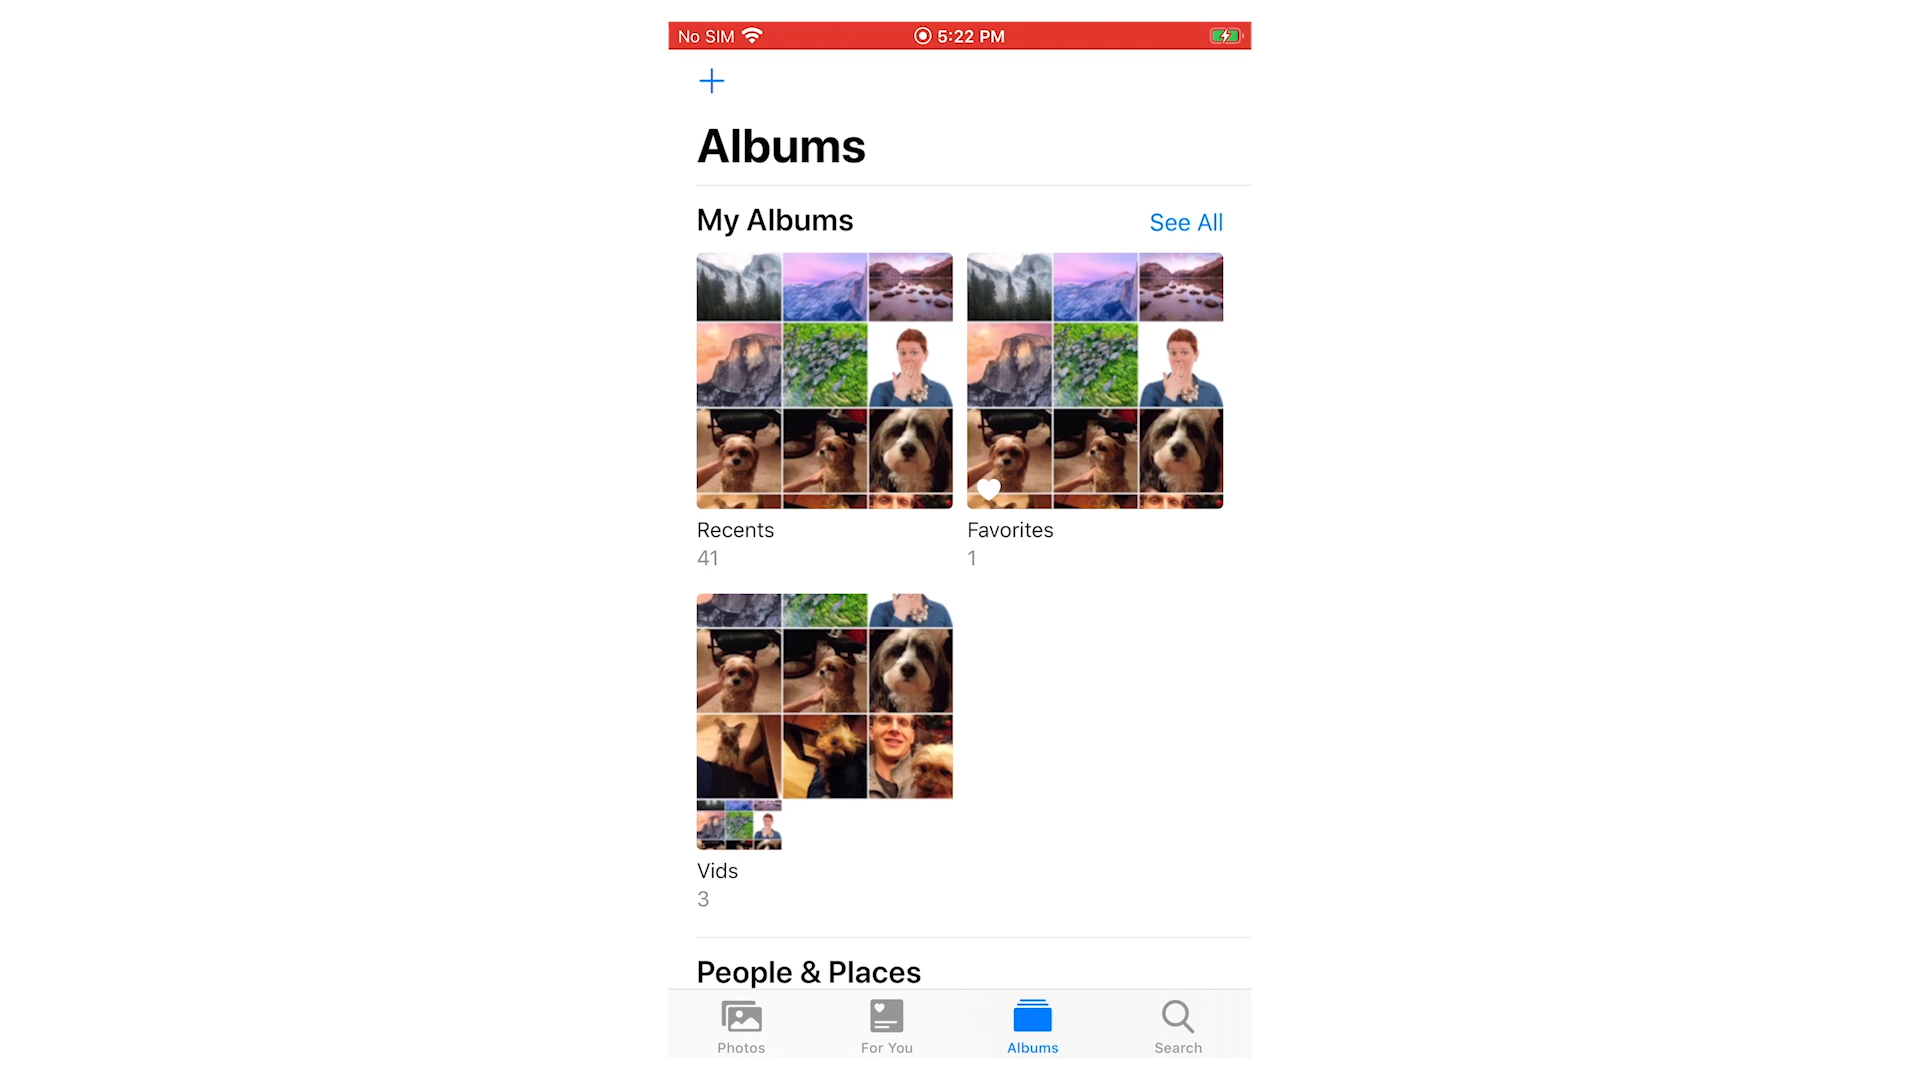 No SIM 5:22 PM
Albums
My Albums See All
Recents Favorites
41 1
Vids
3
People & Places
Photos For You Albums Search